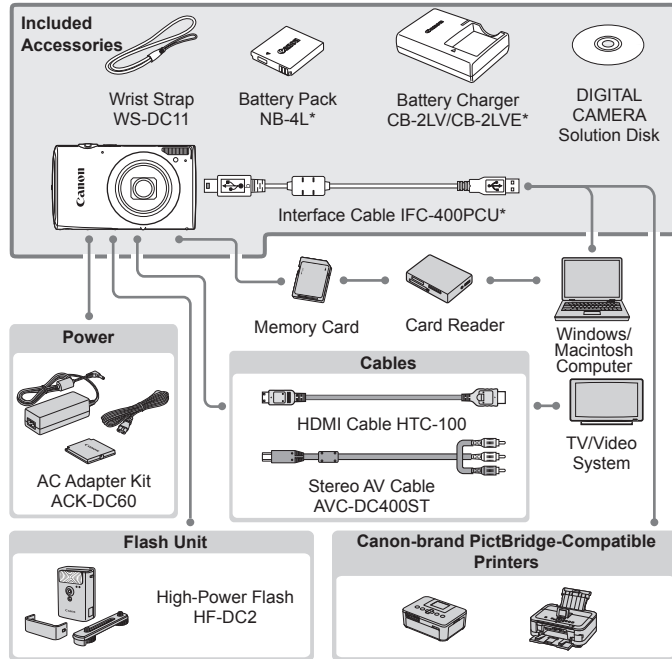 Included
Accessories
Wrist Strap
WS-DC11
Battery Pack
NB-4L*
Battery Charger
CB-2LV/CB-2LVE*
DIGITAL
CAMERA
Solution Disk
Canon
Interface Cable IFC-400PCU*
Memory Card
Card Reader
Windows/
Macintosh
Computer
Power
AC Adapter Kit
ACK-DC60
Cables
HDMI Cable HTC-100
Stereo AV Cable
AVC-DC400ST
TV/Video
System
Flash Unit
High-Power Flash
HF-DC2
Canon-brand PictBridge-Compatible
Printers